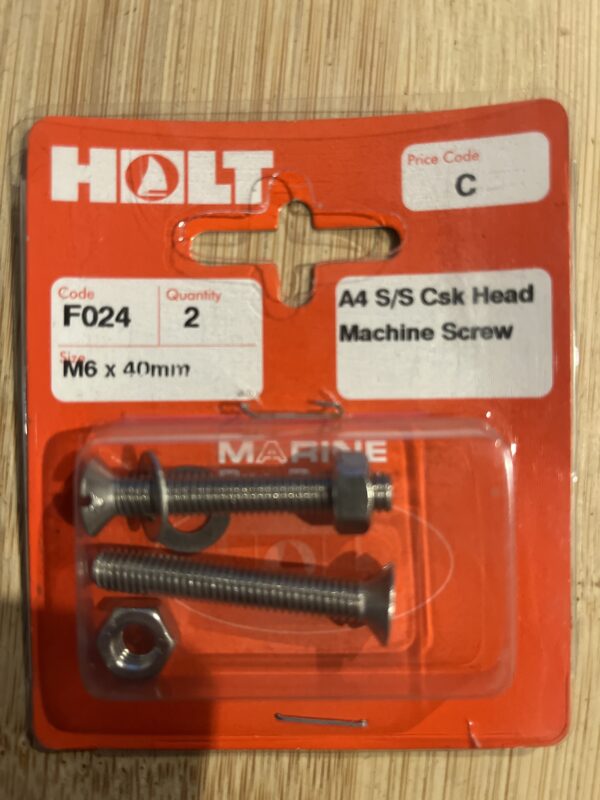 HOLT
Price Code
C
Code
F024
Quantity
2
Size
M6 x 40mm
A4 S/S Csk Head
Machine Screw
MARINE